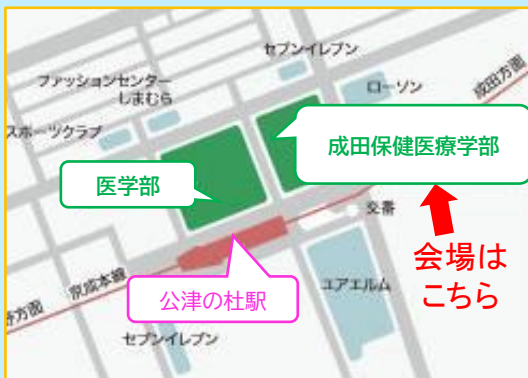 セブンイレブン
成田方面
ファッションセンター
しまむら
ローソン
スポーツクラブ
成田保健医療学部
医学部
交番
会場は
こちら
京成本線
公津の杜駅
ユアエルム
野方面
セブンイレブン